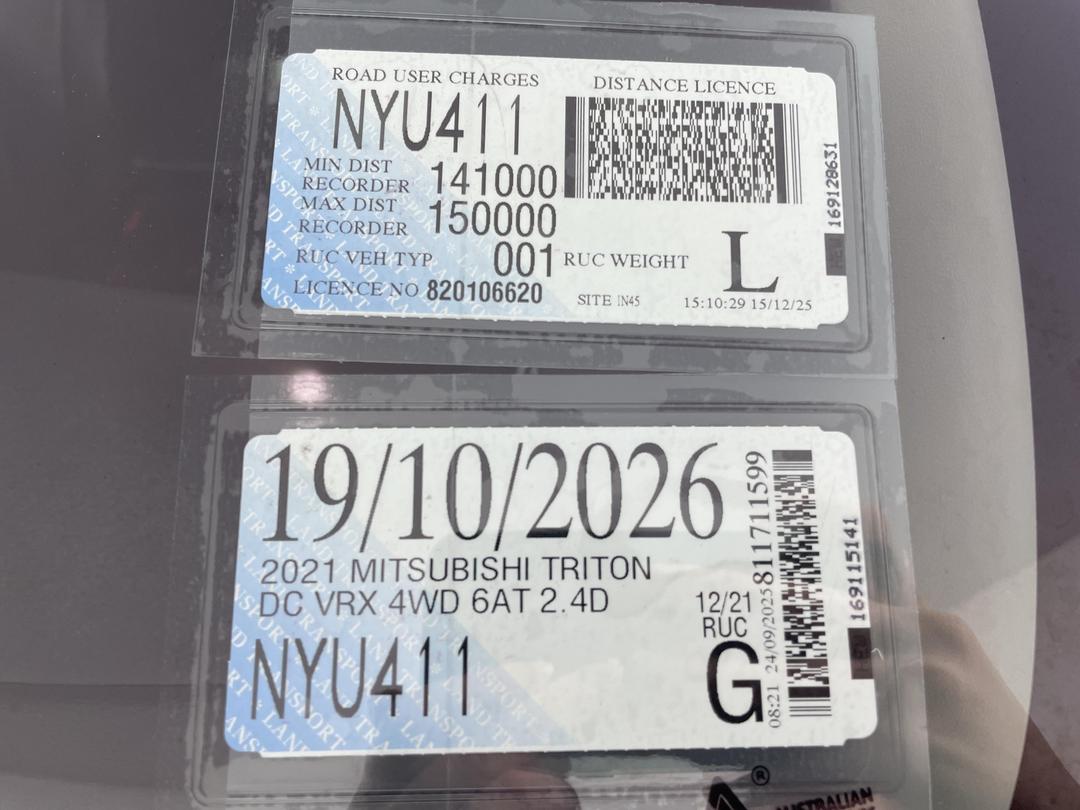 ROAD USER CHARGES
DISTANCE LICENCE
NYU411
MIN DIST
RECORDER 141000
MAX DIST
RECORDER 150000
RUC VEH TYP 001 RUC WEIGHT L
LICENCE NO 820106620
SITE IN45
15:10:29 15/12/25
169128631
19/10/2026
2021 MITSUBISHI TRITON
DC VRX 4WD 6AT 2.4D
12/21
RUC
NYU411
G
08:21 24/09/2025 811711599
169115141
AUSTRALIAN